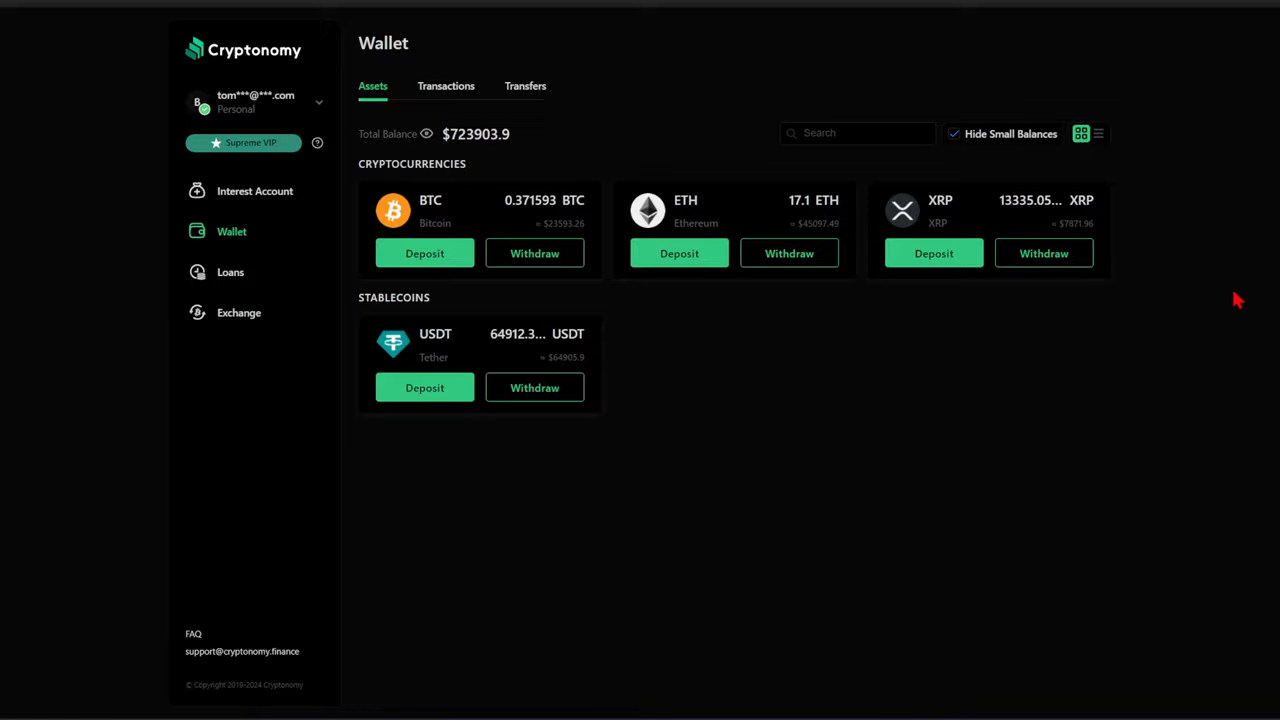 Cryptonomy
B
tom***@***.com
Personal
Supreme VIP
Interest Account
Wallet
Loans
Exchange
FAQ
support@cryptonomy.finance
© Copyright 2019-2024 Cryptonomy
Wallet
Assets Transactions Transfers
Total Balance $723903.9 Search Hide Small Balances
CRYPTOCURRENCIES
BTC 0.371593 BTC
Bitcoin ≈ $23593.26
Deposit Withdraw
ETH 17.1 ETH
Ethereum ≈ $45097.49
Deposit Withdraw
XRP 13335.05... XRP
XRP ≈ $7871.96
Deposit Withdraw
STABLECOINS
USDT 64912.3... USDT
Tether ≈ $64905.9
Deposit Withdraw